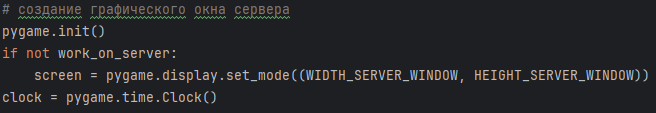 # создание графического окна сервера
pygame.init()
if not work_on_server:
    screen = pygame.display.set_mode((WIDTH_SERVER_WINDOW, HEIGHT_SERVER_WINDOW))
clock = pygame.time.Clock()